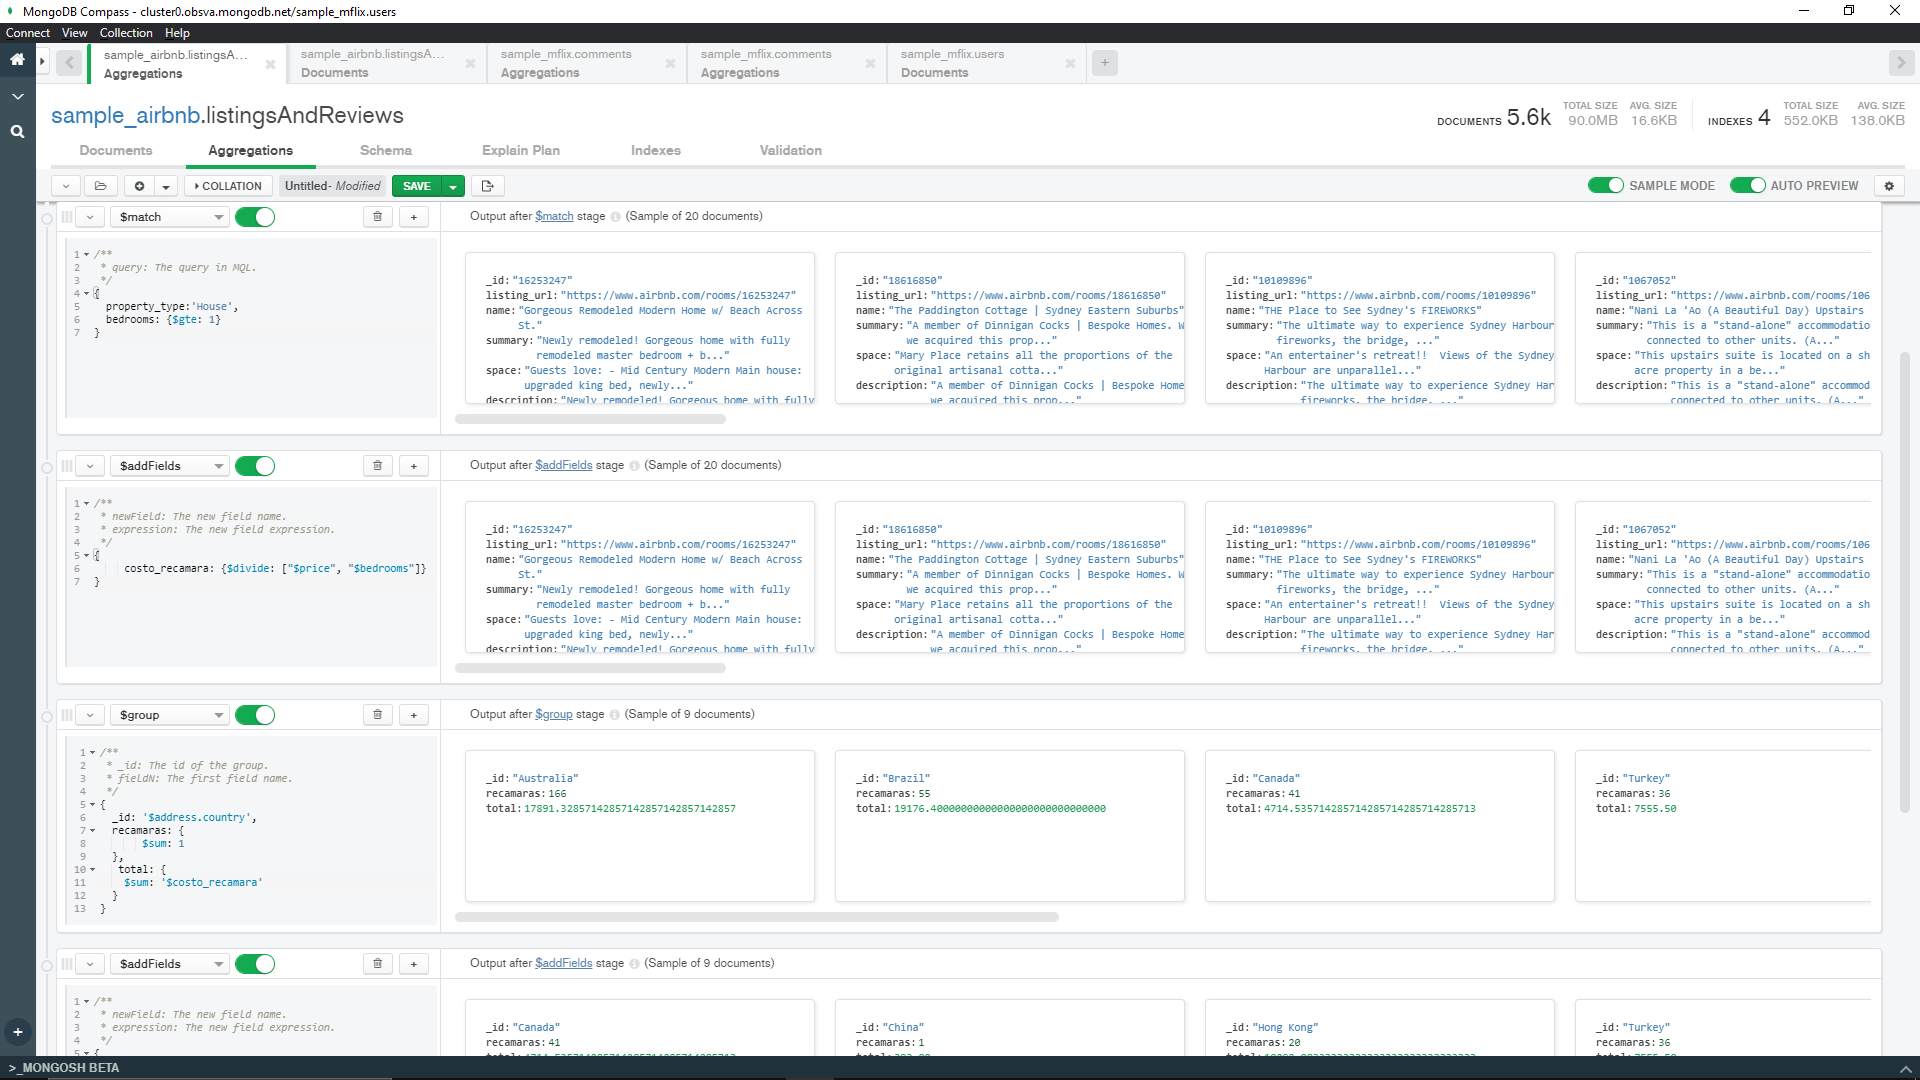 MongoDB Compass - cluster0.obsva.mongodb.net/sample_mflix.users
Connect View Collection Help
sample_airbnb.listingsA... sample_airbnb.listingsA... sample_mflix.comments sample_mflix.comments sample_mflix.users
Aggregations Documents Aggregations Aggregations Documents
sample_airbnb.listingsAndReviews
DOCUMENTS 5.6k TOTAL SIZE 90.0MB AVG. SIZE 16.6KB INDEXES 4 TOTAL SIZE 552.0KB AVG. SIZE 138.0KB
Documents Aggregations Schema Explain Plan Indexes Validation
COLLATION Untitled- Modified SAVE SAMPLE MODE AUTO PREVIEW
$match
Output after $match stage (Sample of 20 documents)
1 /**
2 * query: The query in MQL.
3 */
4 {
5 property_type:'House',
6 bedrooms: {$gte: 1}
7 }
_id:"16253247"
listing_url:"https://www.airbnb.com/rooms/16253247"
name:"Gorgeous Remodeled Modern Home w/ Beach Across
St."
summary:"Newly remodeled! Gorgeous home with fully
remodeled master bedroom + b..."
space:"Guests love: - Mid Century Modern Main house:
upgraded king bed, newly..."
description:"Newly remodeled! Gorgeous home with fully
_id:"18616850"
listing_url:"https://www.airbnb.com/rooms/18616850"
name:"The Paddington Cottage | Sydney Eastern Suburbs"
summary:"A member of Dinnigan Cocks | Bespoke Homes. W
we acquired this prop..."
space:"Mary Place retains all the proportions of the
original artisanal cotta..."
description:"A member of Dinnigan Cocks | Bespoke Home
we acquired this prop..."
_id:"10109896"
listing_url:"https://www.airbnb.com/rooms/10109896"
name:"THE Place to See Sydney's FIREWORKS"
summary:"The ultimate way to experience Sydney Harbour
fireworks, the bridge, ..."
space:"An entertainer's retreat!! Views of the Sydney
Harbour are unparallel..."
description:"The ultimate way to experience Sydney Har
fireworks, the bridge, ..."
_id:"1067052"
listing_url:"https://www.airbnb.com/rooms/106
name:"Nani La 'Ao (A Beautiful Day) Upstairs
summary:"This is a "stand-alone" accommodatio
connected to other units. (A..."
space:"This upstairs suite is located on a sh
acre property in a be..."
description:"This is a "stand-alone" accommod
connected to other units. (A..."
$addFields
Output after $addFields stage (Sample of 20 documents)
1 /**
2 * newField: The new field name.
3 * expression: The new field expression.
4 */
5 {
6 costo_recamara: {$divide: ["$price", "$bedrooms"]}
7 }
_id:"16253247"
listing_url:"https://www.airbnb.com/rooms/16253247"
name:"Gorgeous Remodeled Modern Home w/ Beach Across
St."
summary:"Newly remodeled! Gorgeous home with fully
remodeled master bedroom + b..."
space:"Guests love: - Mid Century Modern Main house:
upgraded king bed, newly..."
description:"Newly remodeled! Gorgeous home with fully
_id:"18616850"
listing_url:"https://www.airbnb.com/rooms/18616850"
name:"The Paddington Cottage | Sydney Eastern Suburbs"
summary:"A member of Dinnigan Cocks | Bespoke Homes. W
we acquired this prop..."
space:"Mary Place retains all the proportions of the
original artisanal cotta..."
description:"A member of Dinnigan Cocks | Bespoke Home
we acquired this prop..."
_id:"10109896"
listing_url:"https://www.airbnb.com/rooms/10109896"
name:"THE Place to See Sydney's FIREWORKS"
summary:"The ultimate way to experience Sydney Harbour
fireworks, the bridge, ..."
space:"An entertainer's retreat!! Views of the Sydney
Harbour are unparallel..."
description:"The ultimate way to experience Sydney Har
fireworks, the bridge, ..."
_id:"1067052"
listing_url:"https://www.airbnb.com/rooms/106
name:"Nani La 'Ao (A Beautiful Day) Upstairs
summary:"This is a "stand-alone" accommodatio
connected to other units. (A..."
space:"This upstairs suite is located on a sh
acre property in a be..."
description:"This is a "stand-alone" accommod
connected to other units. (A..."
$group
Output after $group stage (Sample of 9 documents)
1 /**
2 * _id: The id of the group.
3 * fieldN: The first field name.
4 */
5 {
6 _id: '$address.country',
7 recamaras: {
8 $sum: 1
9 },
10 total: {
11 $sum: '$costo_recamara'
12 }
13 }
_id:"Australia"
recamaras:166
total:17891.32857142857142857142857142857
_id:"Brazil"
recamaras:55
total:19176.40000000000000000000000000000
_id:"Canada"
recamaras:41
total:4714.535714285714285714285714285713
_id:"Turkey"
recamaras:36
total:7555.50
$addFields
Output after $addFields stage (Sample of 9 documents)
1 /**
2 * newField: The new field name.
3 * expression: The new field expression.
4 */
5 {
_id:"Canada"
recamaras:41
total:4714.535714285714285714285714285713
_id:"China"
recamaras:1
_id:"Hong Kong"
recamaras:20
_id:"Turkey"
recamaras:36
total:7555.50
>_MONGOSH BETA